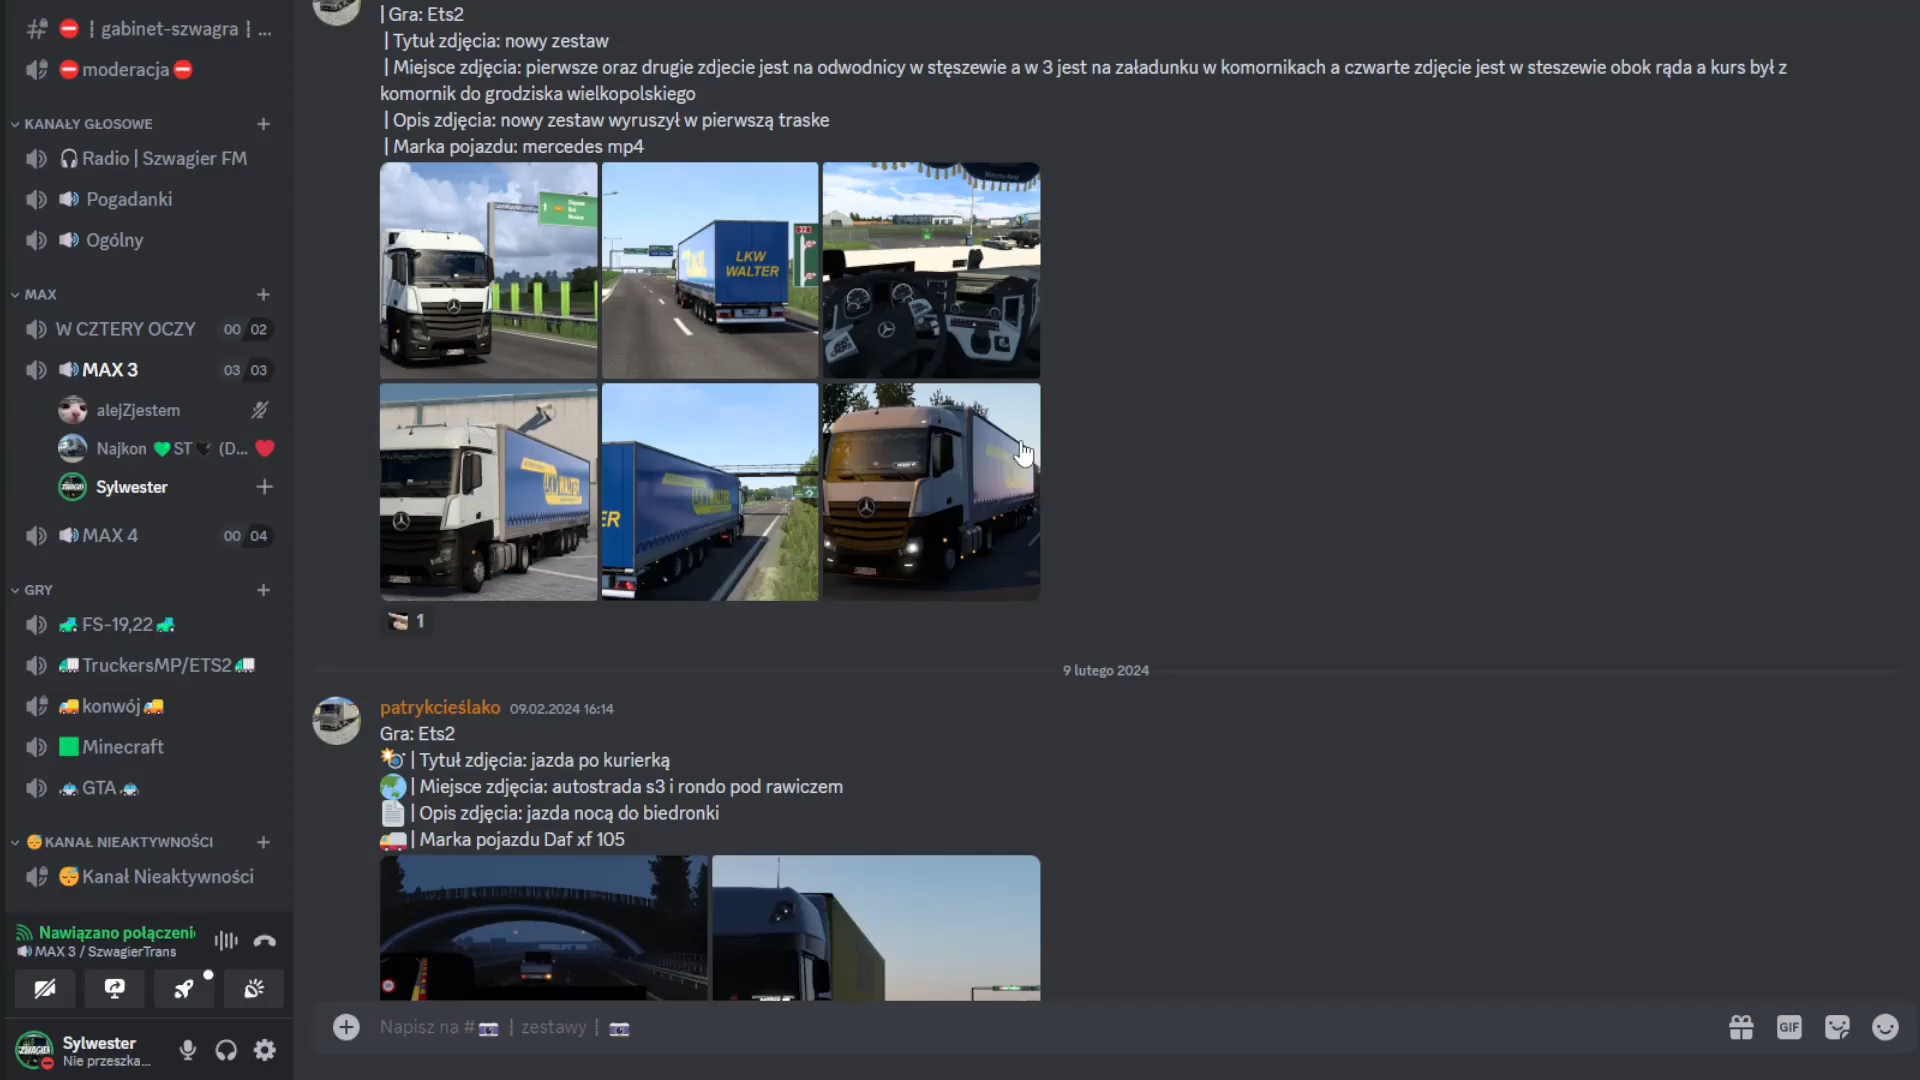 ┆ gabinet-szwagra ┆ ...
moderacja
KANAŁY GŁOSOWE
Radio | Szwagier FM
Pogadanki
Ogólny
MAX
W CZTERY OCZY 00 02
MAX 3 03 03
alejZjestem
Najkon ST (D...
Sylwester
MAX 4 00 04
GRY
FS-19,22
TruckersMP/ETS2
konwój
Minecraft
GTA
KANAŁ NIEAKTYWNOŚCI
Kanał Nieaktywności
Nawiązano połączeni
MAX 3 / SzwagierTrans
Sylwester
Nie przeszka...
| Gra: Ets2
| Tytuł zdjęcia: nowy zestaw
| Miejsce zdjęcia: pierwsze oraz drugie zdjecie jest na odwodnicy w stęszewie a w 3 jest na załadunku w komornikach a czwarte zdjęcie jest w steszewie obok rąda a kurs był z
komornik do grodziska wielkopolskiego
| Opis zdjęcia: nowy zestaw wyruszył w pierwszą traske
| Marka pojazdu: mercedes mp4
LKW
WALTER
32
LKW WALTER
ER
1
9 lutego 2024
patrykcieślako 09.02.2024 16:14
Gra: Ets2
| Tytuł zdjęcia: jazda po kurierką
| Miejsce zdjęcia: autostrada s3 i rondo pod rawiczem
| Opis zdjęcia: jazda nocą do biedronki
| Marka pojazdu Daf xf 105
Napisz na # ┆ zestawy ┆
GIF